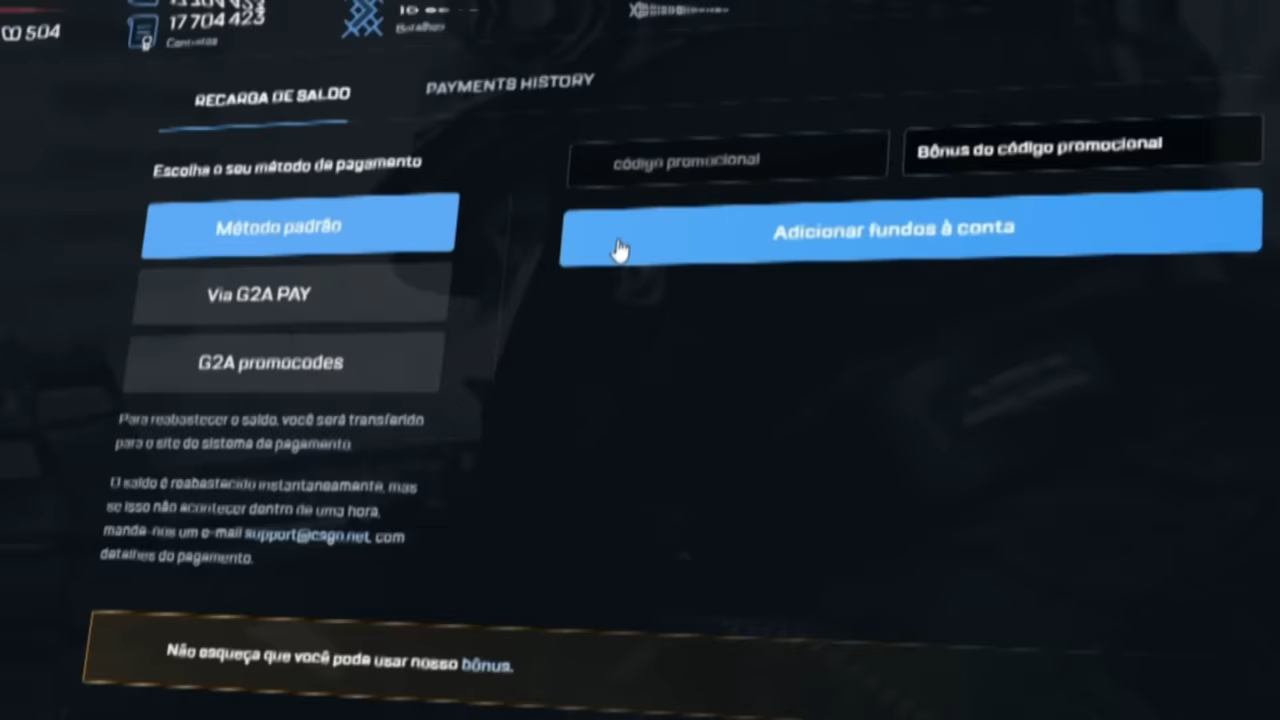 504
17 704 423
Contratos
Batalhas
RECARGA DE SALDO
PAYMENTS HISTORY
Escolha o seu método de pagamento
código promocional
Bônus do código promocional
Método padrão
Adicionar fundos à conta
Via G2A PAY
G2A promocodes
Para reabastecer o saldo, você será transferido
para o site do sistema de pagamento.
O saldo é reabastecido instantaneamente, mas
se isso não acontecer dentro de uma hora,
mande-nos um e-mail support@csgo.net, com
detalhes do pagamento.
Não esqueça que você pode usar nosso bônus.